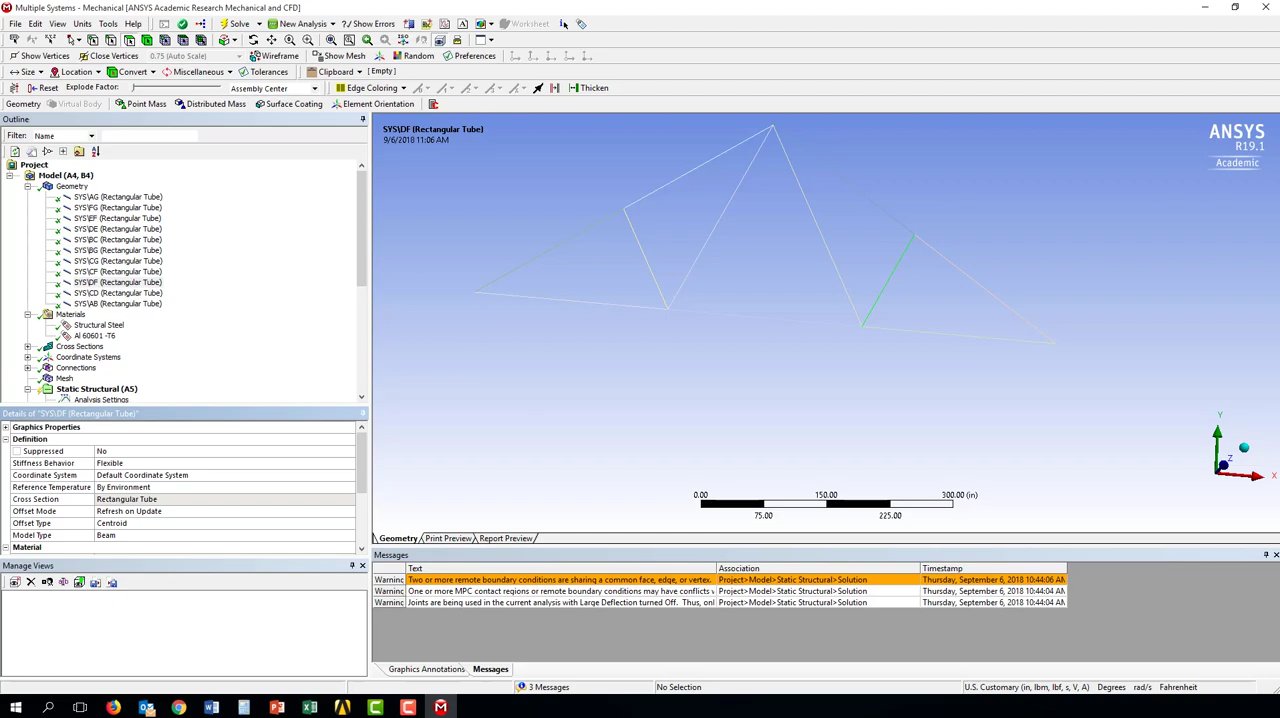 Multiple Systems - Mechanical [ANSYS Academic Research Mechanical and CFD]
File Edit View Units Tools Help Solve New Analysis Show Errors Worksheet
Show Vertices Close Vertices 0.75 (Auto Scale) Wireframe Show Mesh Random Preferences
Size Location Convert Miscellaneous Tolerances Clipboard [Empty]
Reset Explode Factor: Assembly Center Edge Coloring Thicken
Geometry Virtual Body Point Mass Distributed Mass Surface Coating Element Orientation
Outline
Filter: Name
Project
Model (A4, B4)
Geometry
SYS\AG (Rectangular Tube)
SYS\FG (Rectangular Tube)
SYS\EF (Rectangular Tube)
SYS\DE (Rectangular Tube)
SYS\BC (Rectangular Tube)
SYS\BG (Rectangular Tube)
SYS\CG (Rectangular Tube)
SYS\CF (Rectangular Tube)
SYS\DF (Rectangular Tube)
SYS\CD (Rectangular Tube)
SYS\AB (Rectangular Tube)
Materials
Structural Steel
Al 60601 -T6
Cross Sections
Coordinate Systems
Connections
Mesh
Static Structural (A5)
Analysis Settings
Details of "SYS\DF (Rectangular Tube)"
Graphics Properties
Definition
Suppressed No
Stiffness Behavior Flexible
Coordinate System Default Coordinate System
Reference Temperature By Environment
Cross Section Rectangular Tube
Offset Mode Refresh on Update
Offset Type Centroid
Model Type Beam
Material
Manage Views
SYS\DF (Rectangular Tube)
9/6/2018 11:06 AM
ANSYS
R19.1
Academic
Y
Z
X
0.00 150.00 300.00 (in)
75.00 225.00
Geometry Print Preview Report Preview
Messages
Text Association Timestamp
Warning Two or more remote boundary conditions are sharing a common face, edge, or vertex. Project>Model>Static Structural>Solution Thursday, September 6, 2018 10:44:06 AM
Warning One or more MPC contact regions or remote boundary conditions may have conflicts v Project>Model>Static Structural>Solution Thursday, September 6, 2018 10:44:04 AM
Warning Joints are being used in the current analysis with Large Deflection turned Off. Thus, onl Project>Model>Static Structural>Solution Thursday, September 6, 2018 10:44:04 AM
Graphics Annotations Messages
3 Messages No Selection U.S. Customary (in, lbm, lbf, s, V, A) Degrees rad/s Fahrenheit